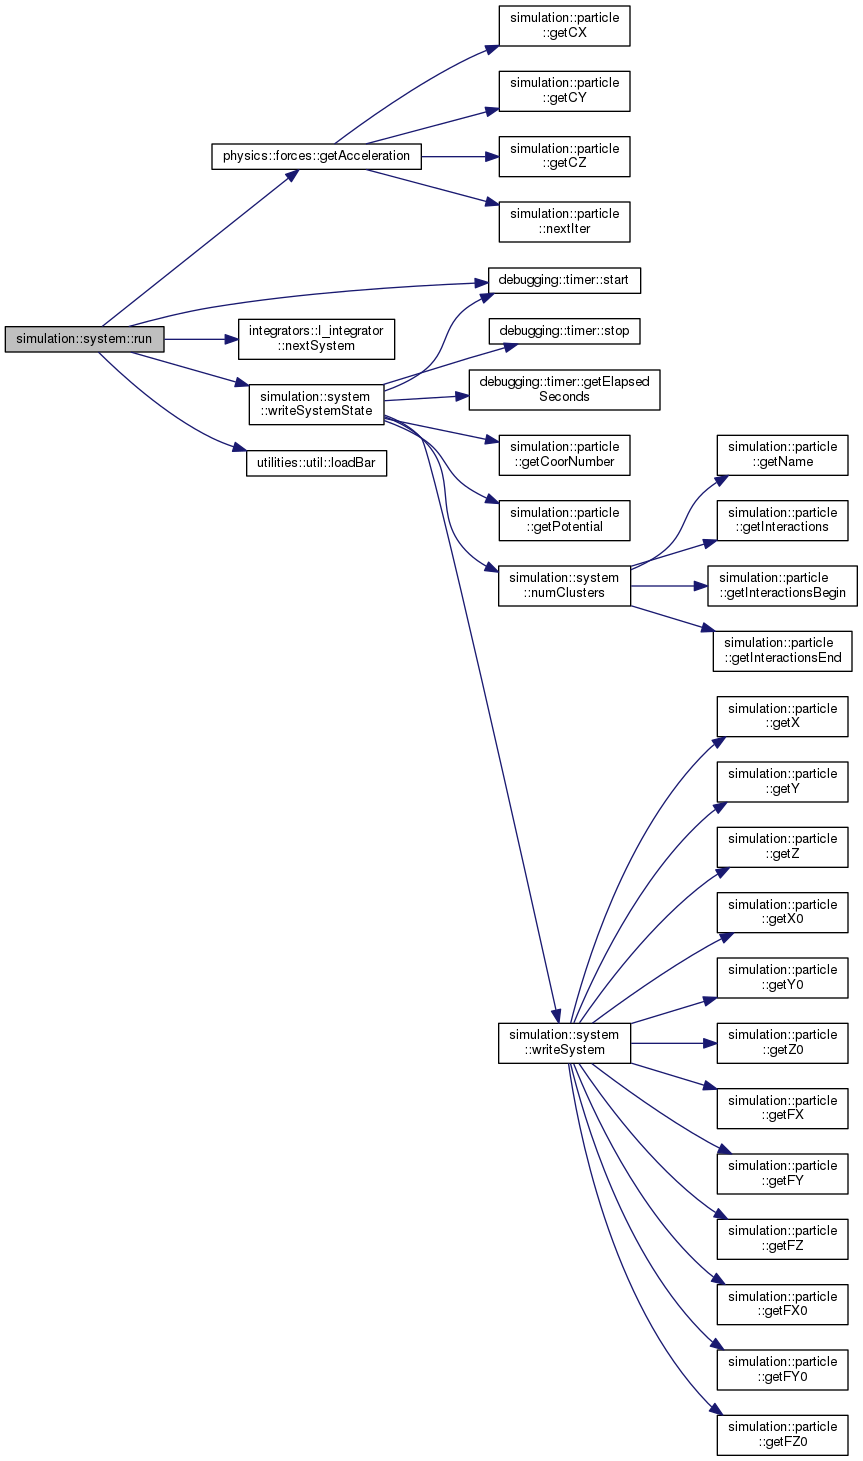 simulation::particle
::getCX
simulation::particle
::getCY
physics::forces::getAcceleration
simulation::particle
::getCZ
simulation::particle
::nextIter
debugging::timer::start
simulation::system::run
integrators::I_integrator
::nextSystem
debugging::timer::stop
simulation::system
::writeSystemState
debugging::timer::getElapsed
Seconds
utilities::util::loadBar
simulation::particle
::getCoorNumber
simulation::particle
::getName
simulation::particle
::getPotential
simulation::particle
::getInteractions
simulation::system
::numClusters
simulation::particle
::getInteractionsBegin
simulation::particle
::getInteractionsEnd
simulation::particle
::getX
simulation::particle
::getY
simulation::particle
::getZ
simulation::particle
::getX0
simulation::particle
::getY0
simulation::system
::writeSystem
simulation::particle
::getZ0
simulation::particle
::getFX
simulation::particle
::getFY
simulation::particle
::getFZ
simulation::particle
::getFX0
simulation::particle
::getFY0
simulation::particle
::getFZ0